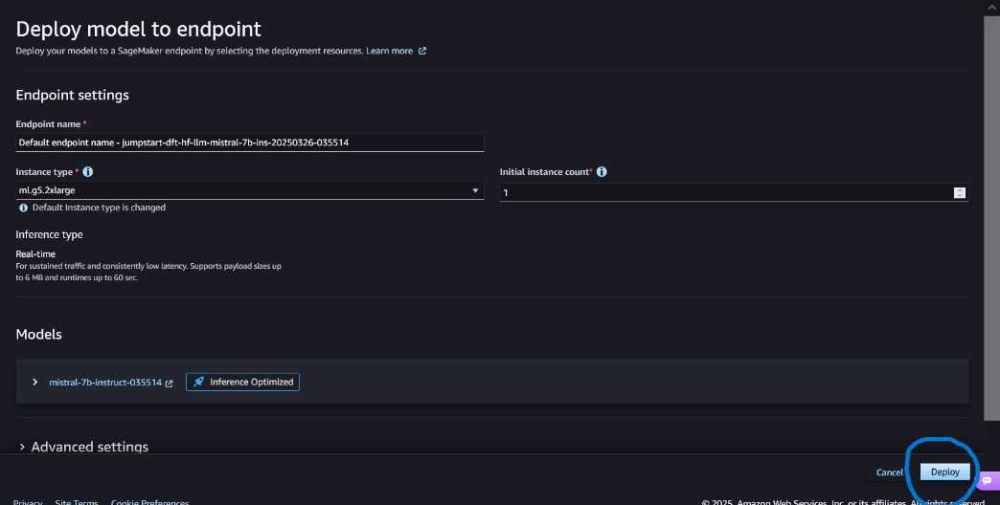 Deploy model to endpoint
Deploy your models to a SageMaker endpoint by selecting the deployment resources. Learn more
Endpoint settings
Endpoint name *
Default endpoint name - jumpstart-dft-hf-llm-mistral-7b-ins-20250326-035514
Instance type *
Initial instance count*
ml.g5.2xlarge
1
Default Instance type is changed
Inference type
Real-time
For sustained traffic and consistently low latency. Supports payload sizes up
to 6 MB and runtimes up to 60 sec.
Models
mistral-7b-instruct-035514
Inference Optimized
Advanced settings
Cancel
Deploy
Privacy Site Terms Cookie Preferences
© 2025, Amazon Web Services, Inc. or its affiliates. All rights reserved.